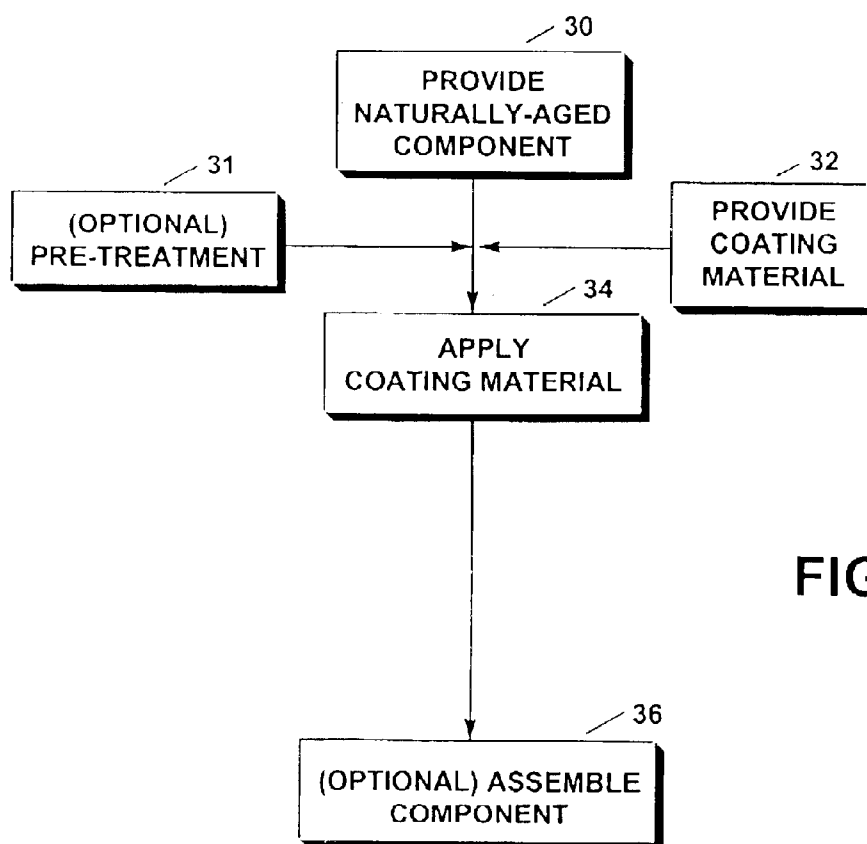 30
PROVIDE
NATURALLY-AGED
COMPONENT
31
(OPTIONAL)
PRE-TREATMENT
32
PROVIDE
COATING
MATERIAL
34
APPLY
COATING MATERIAL
FIG
36
(OPTIONAL) ASSEMBLE
COMPONENT